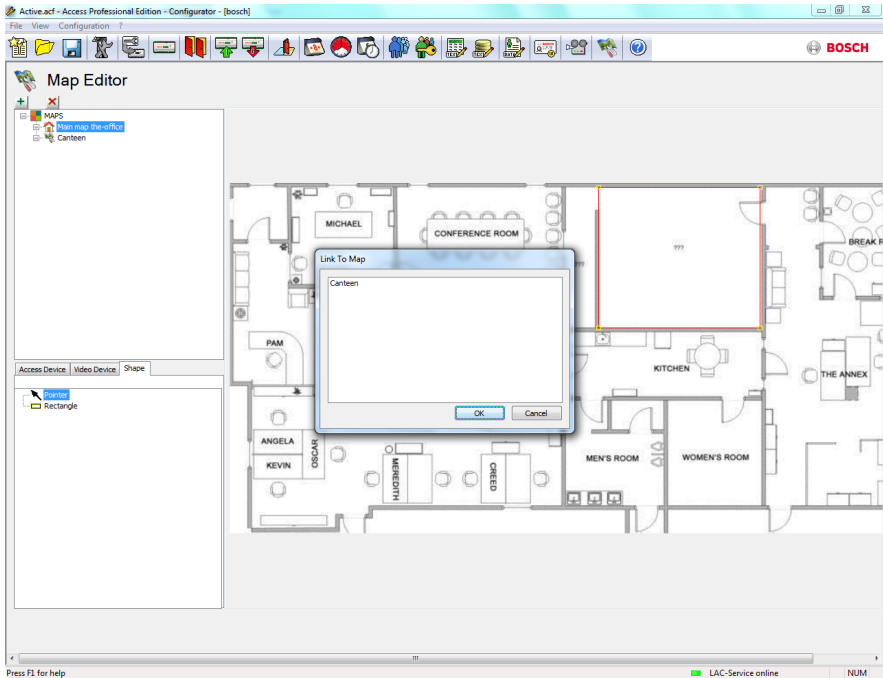 Active.acf - Access Professional Edition - Configurator - [bosch]
File View Configuration ?
BOSCH
Map Editor
MAPS
Main map the-office
Canteen
MICHAEL
CONFERENCE ROOM
???
BREAK R
Link To Map
???
Canteen
PAM
KITCHEN
THE ANNEX
Access Device Video Device Shape
Pointer
Rectangle
OK Cancel
ANGELA
OSCAR
KEVIN
MEREDITH
CREED
MEN'S ROOM
WOMEN'S ROOM
Press F1 for help
LAC-Service online
NUM